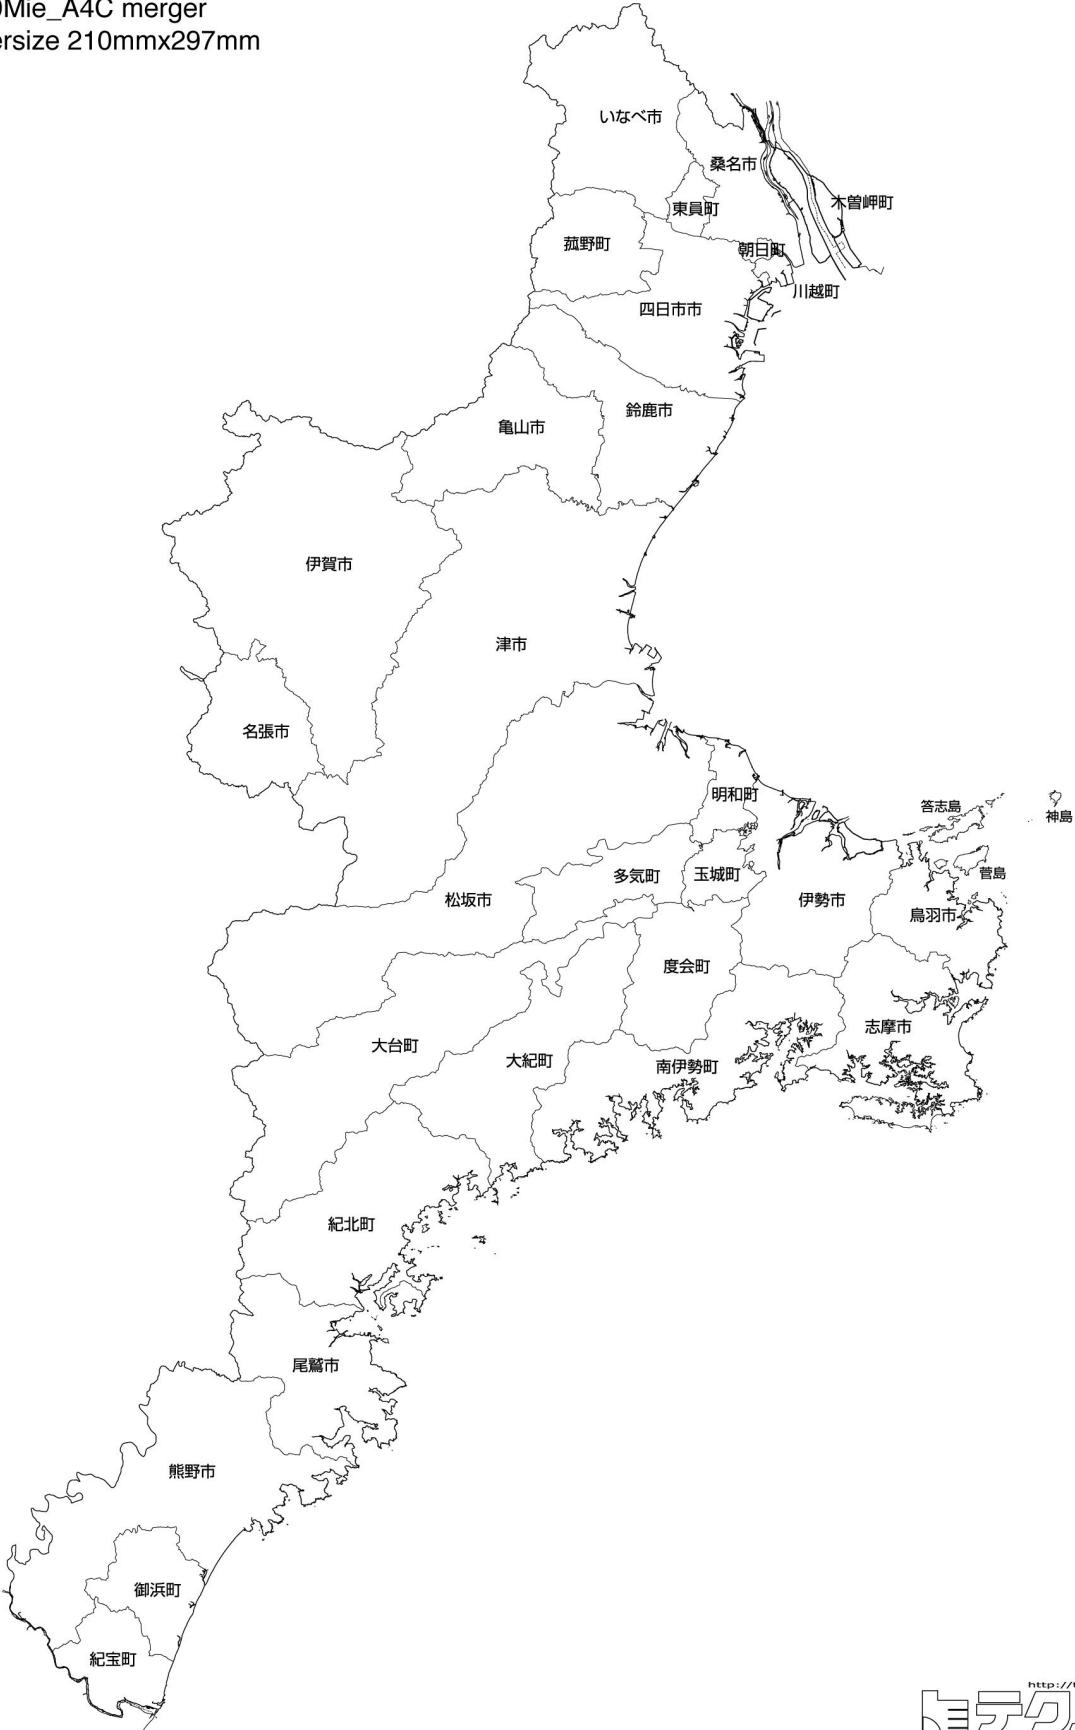 Mie_A4C merger
ersize 210mmx297mm
いなべ市
桑名市
木曽岬町
東員町
菰野町
朝日町
川越町
四日市市
鈴鹿市
亀山市
伊賀市
津市
名張市
明和町
答志島
神島
多気町
玉城町
菅島
松坂市
伊勢市
鳥羽市
度会町
志摩市
大台町
大紀町
南伊勢町
紀北町
尾鷲市
熊野市
御浜町
紀宝町
http://
テク